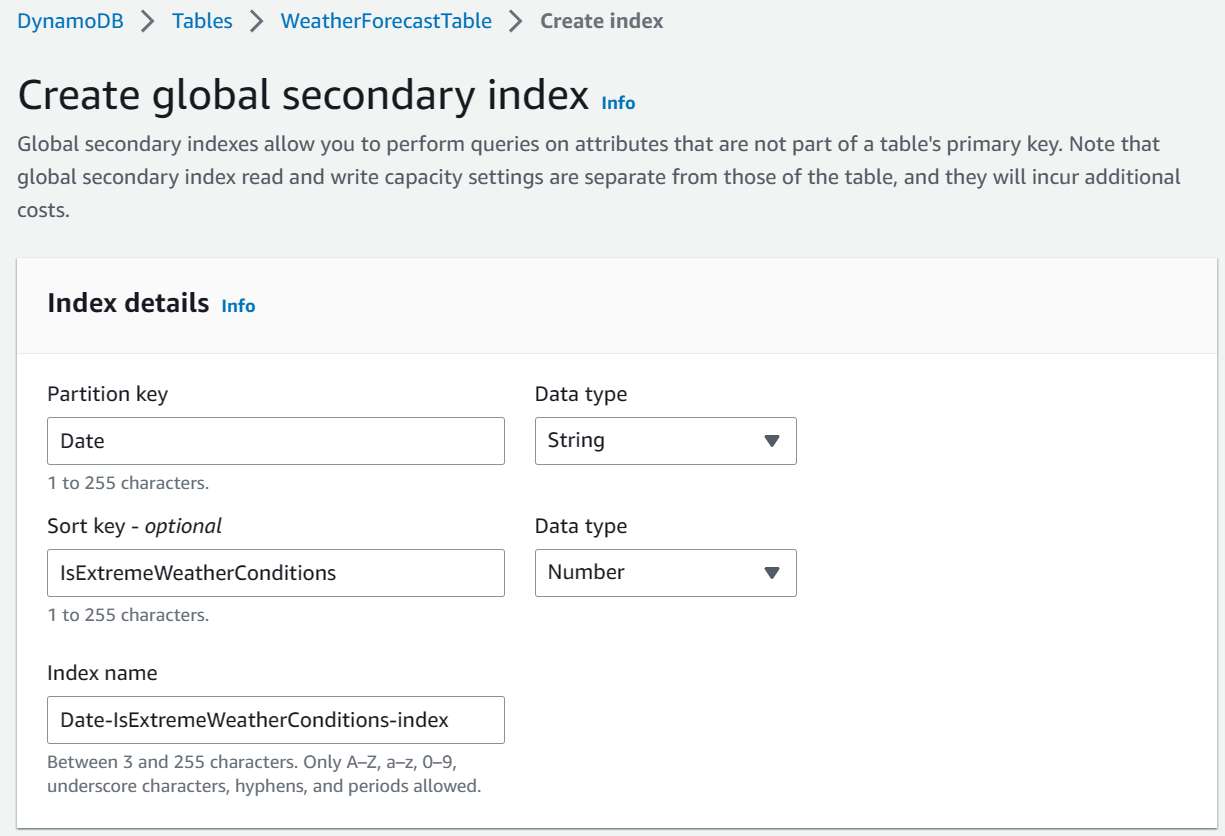 DynamoDB > Tables > WeatherForecastTable > Create index
Create global secondary index Info
Global secondary indexes allow you to perform queries on attributes that are not part of a table's primary key. Note that
global secondary index read and write capacity settings are separate from those of the table, and they will incur additional
costs.
Index details Info
Partition key
Data type
Date
String
1 to 255 characters.
Sort key - optional
Data type
IsExtremeWeatherConditions
Number
1 to 255 characters.
Index name
Date-IsExtremeWeatherConditions-index
Between 3 and 255 characters. Only A–Z, a–z, 0–9,
underscore characters, hyphens, and periods allowed.